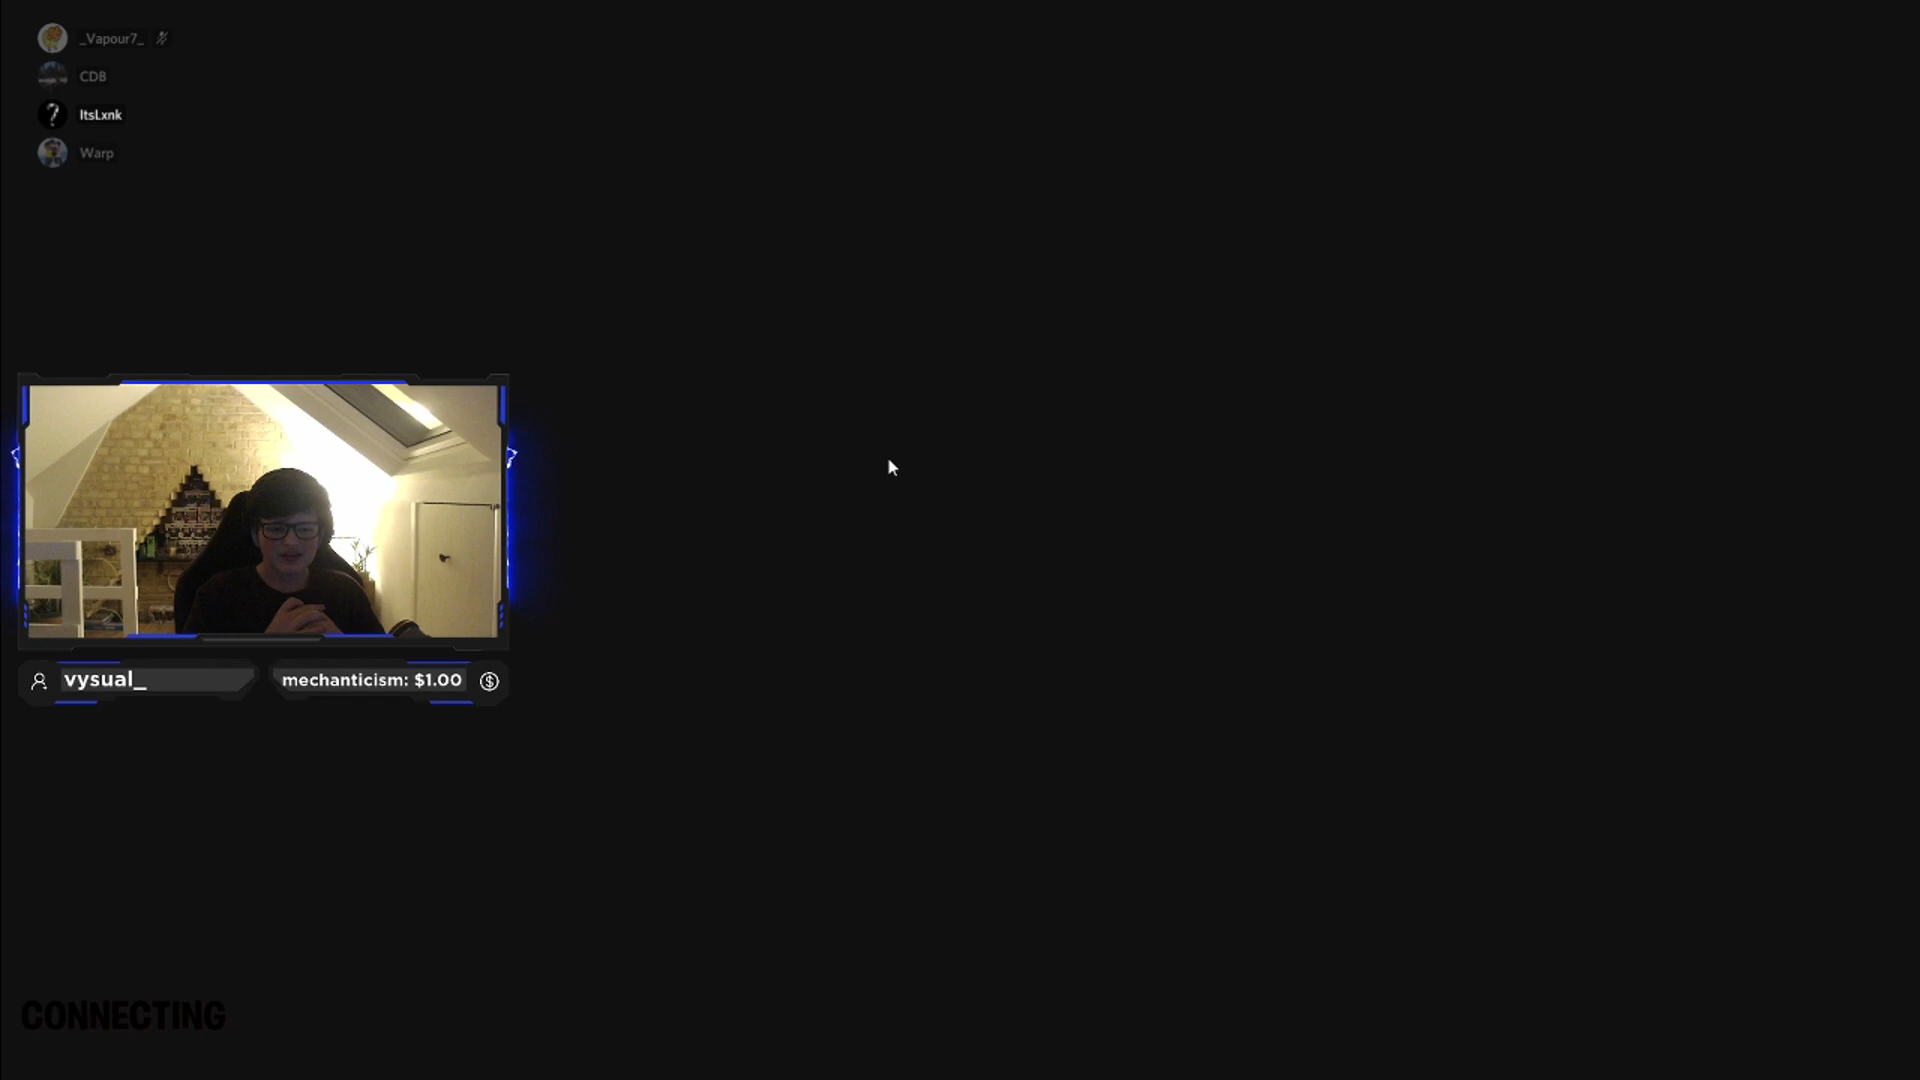 _Vapour7_
CDB
ItsLxnk
Warp
vysual_
mechanticism: $1.00
CONNECTING